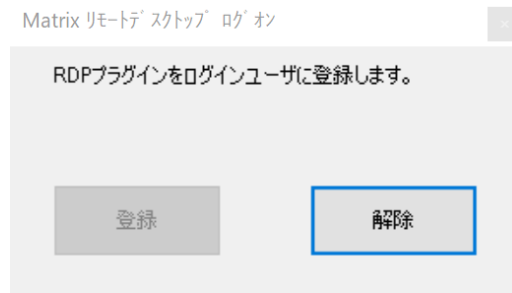 Matrix ﾘﾓｰﾄﾃﾞｽｸﾄｯﾌﾟ ﾛｸﾞｵﾝ
RDPプラグインをログインユーザに登録します。
登録
解除